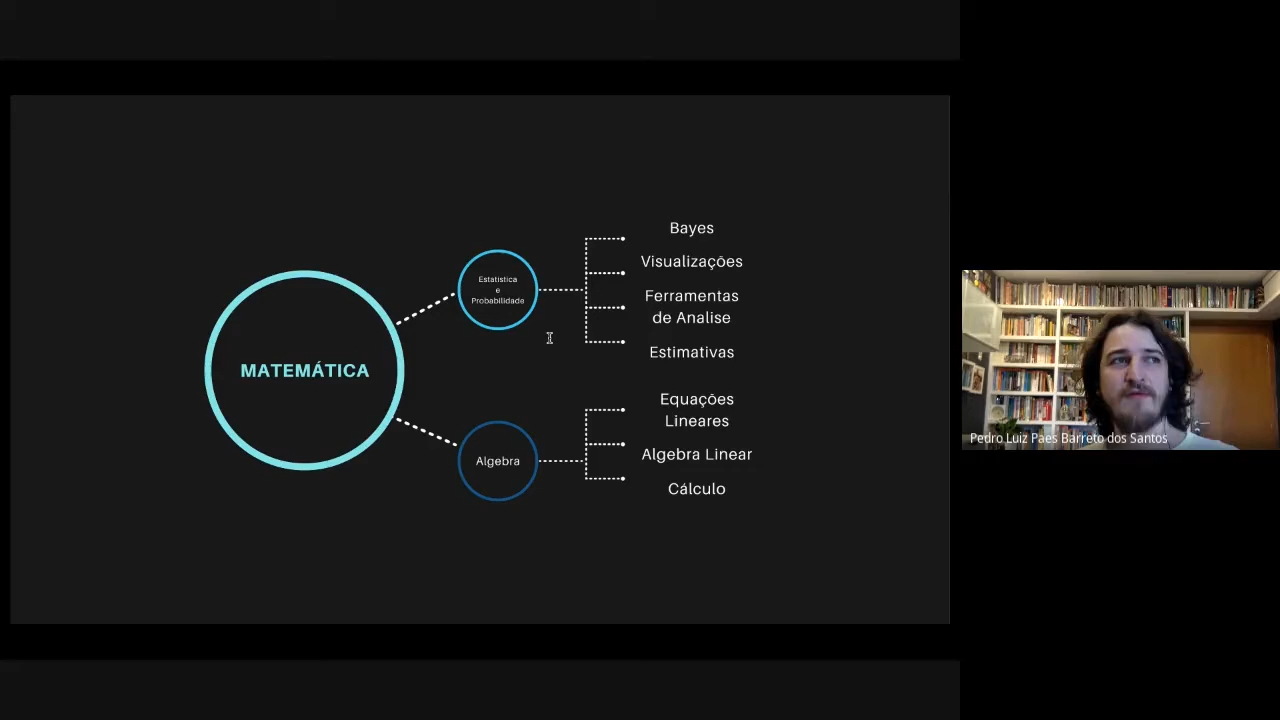 MATEMÁTICA
Estatística
e
Probabilidade
Bayes
Visualizações
Ferramentas
de Analise
Estimativas
Algebra
Equações
Lineares
Algebra Linear
Cálculo
Pedro Luiz Paes Barreto dos Santos